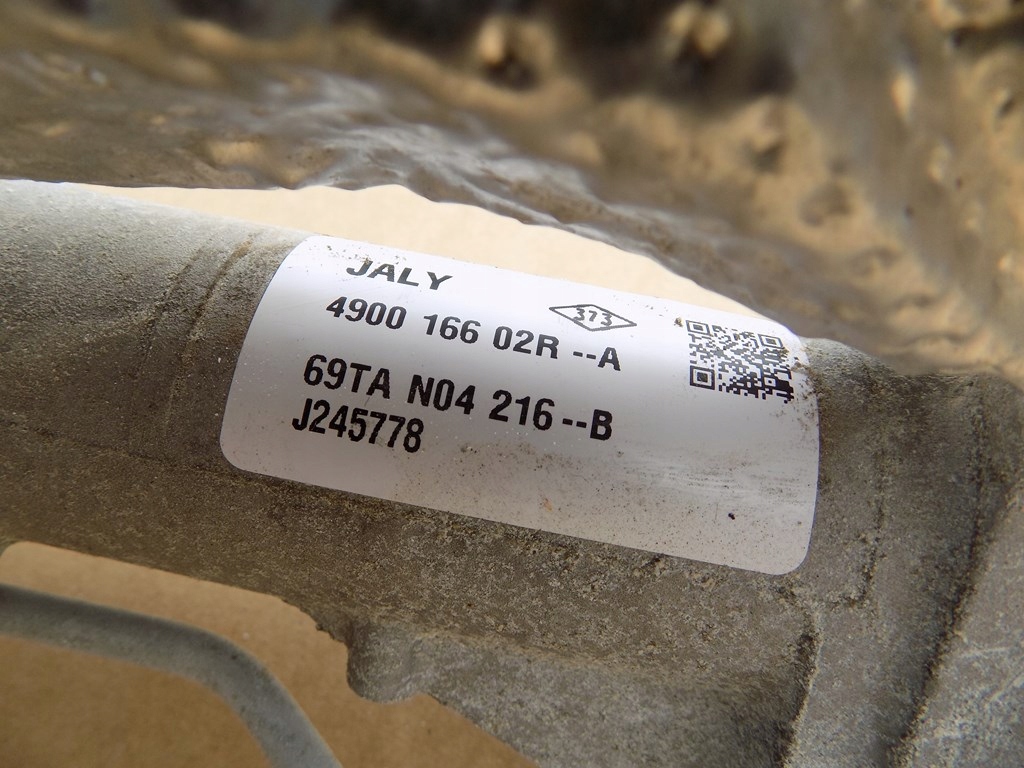 JALY
4900 166 02R --A
373
69TA N04 216--B
J245778